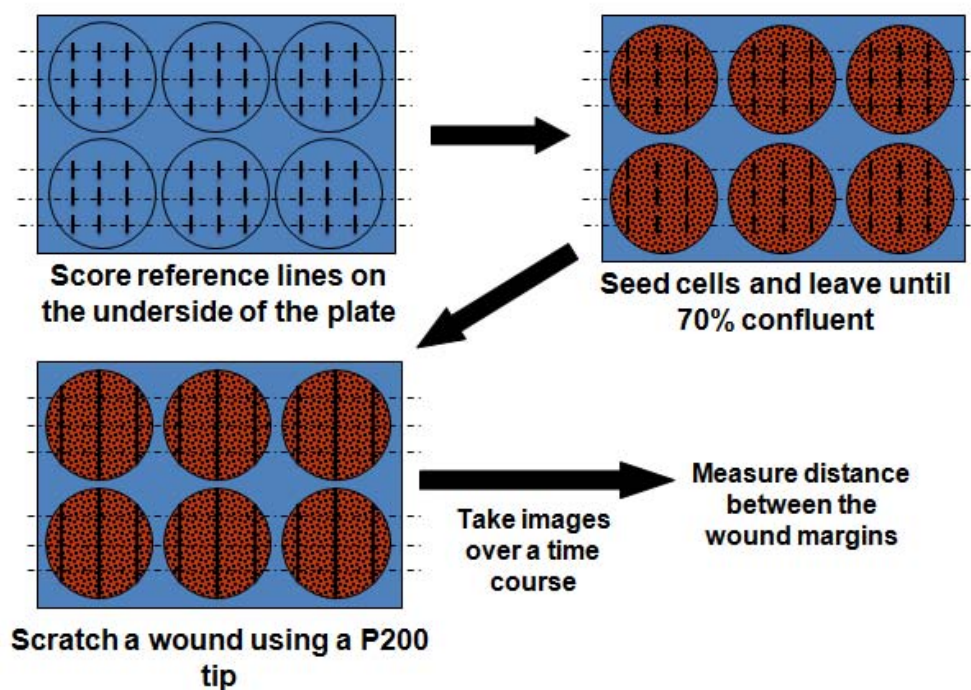 Score reference lines on
the underside of the plate
Seed cells and leave until
70% confluent
Scratch a wound using a P200
tip
Take images
over a time
course
Measure distance
between the
wound margins